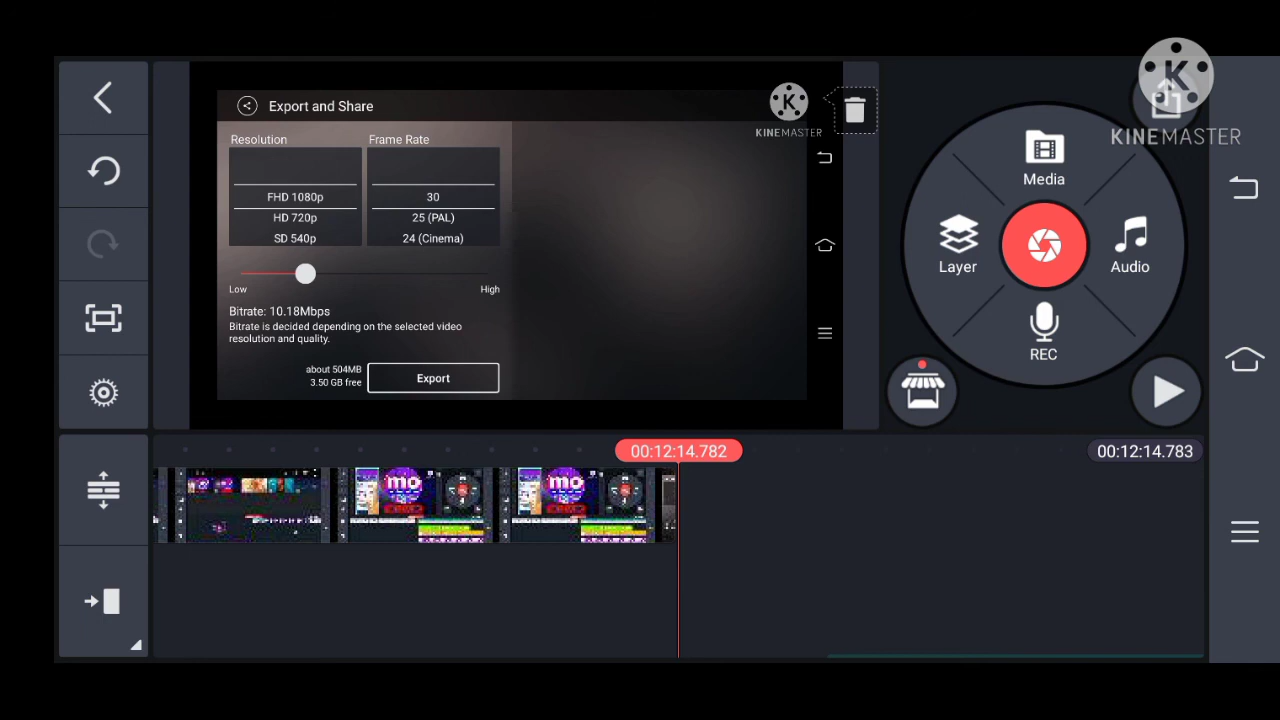 Export and Share
KINEMASTER
KINEMASTER
Resolution
Frame Rate
FHD 1080p
30
HD 720p
25 (PAL)
SD 540p
24 (Cinema)
Low
High
Bitrate: 10.18Mbps
Bitrate is decided depending on the selected video
resolution and quality.
about 504MB
3.50 GB free
Export
Media
Layer
Audio
REC
00:12:14.782
00:12:14.783
mo
mo